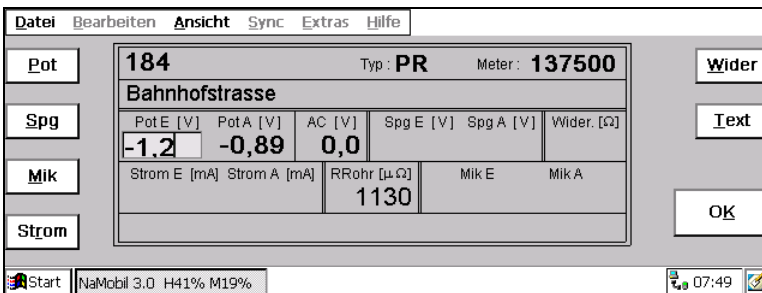 Datei Bearbeiten Ansicht Sync Extras Hilfe
Pot
184 Typ : PR Meter : 137500
Wider
Bahnhofstrasse
Spg
Pot E [V] Pot A [V] AC [V] Spg E [V] Spg A [V] Wider. [Ω]
Text
-1,2 -0,89 0,0
Mik
Strom E [mA] Strom A [mA] RRohr [µΩ] Mik E Mik A
1130
OK
Strom
Start NaMobil 3.0 H41% M19% 07:49